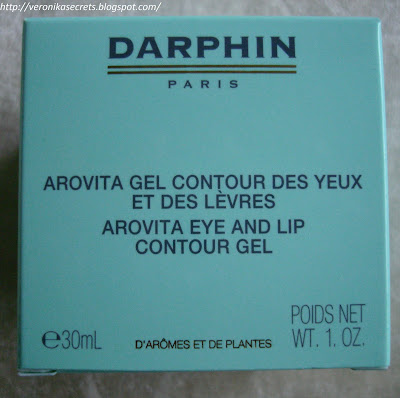 http://veronikasecrets.blogspot.com/
DARPHIN
PARIS
AROVITA GEL CONTOUR DES YEUX
ET DES LÈVRES
AROVITA EYE AND LIP
CONTOUR GEL
℮30mL
POIDS NET
WT. 1. OZ.
D'ARÔMES ET DE PLANTES